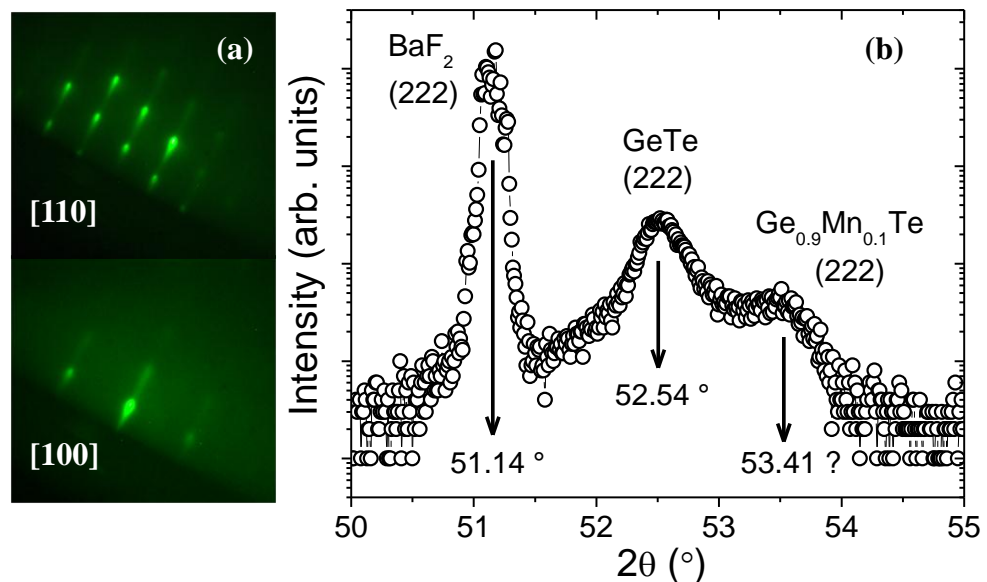 (a)
[110]
[100]
(b)
BaF2
(222)
GeTe
(222)
Ge0.9Mn0.1Te
(222)
51.14 °
52.54 °
53.41 ?
Intensity (arb. units)
50 51 52 53 54 55
2θ (°)